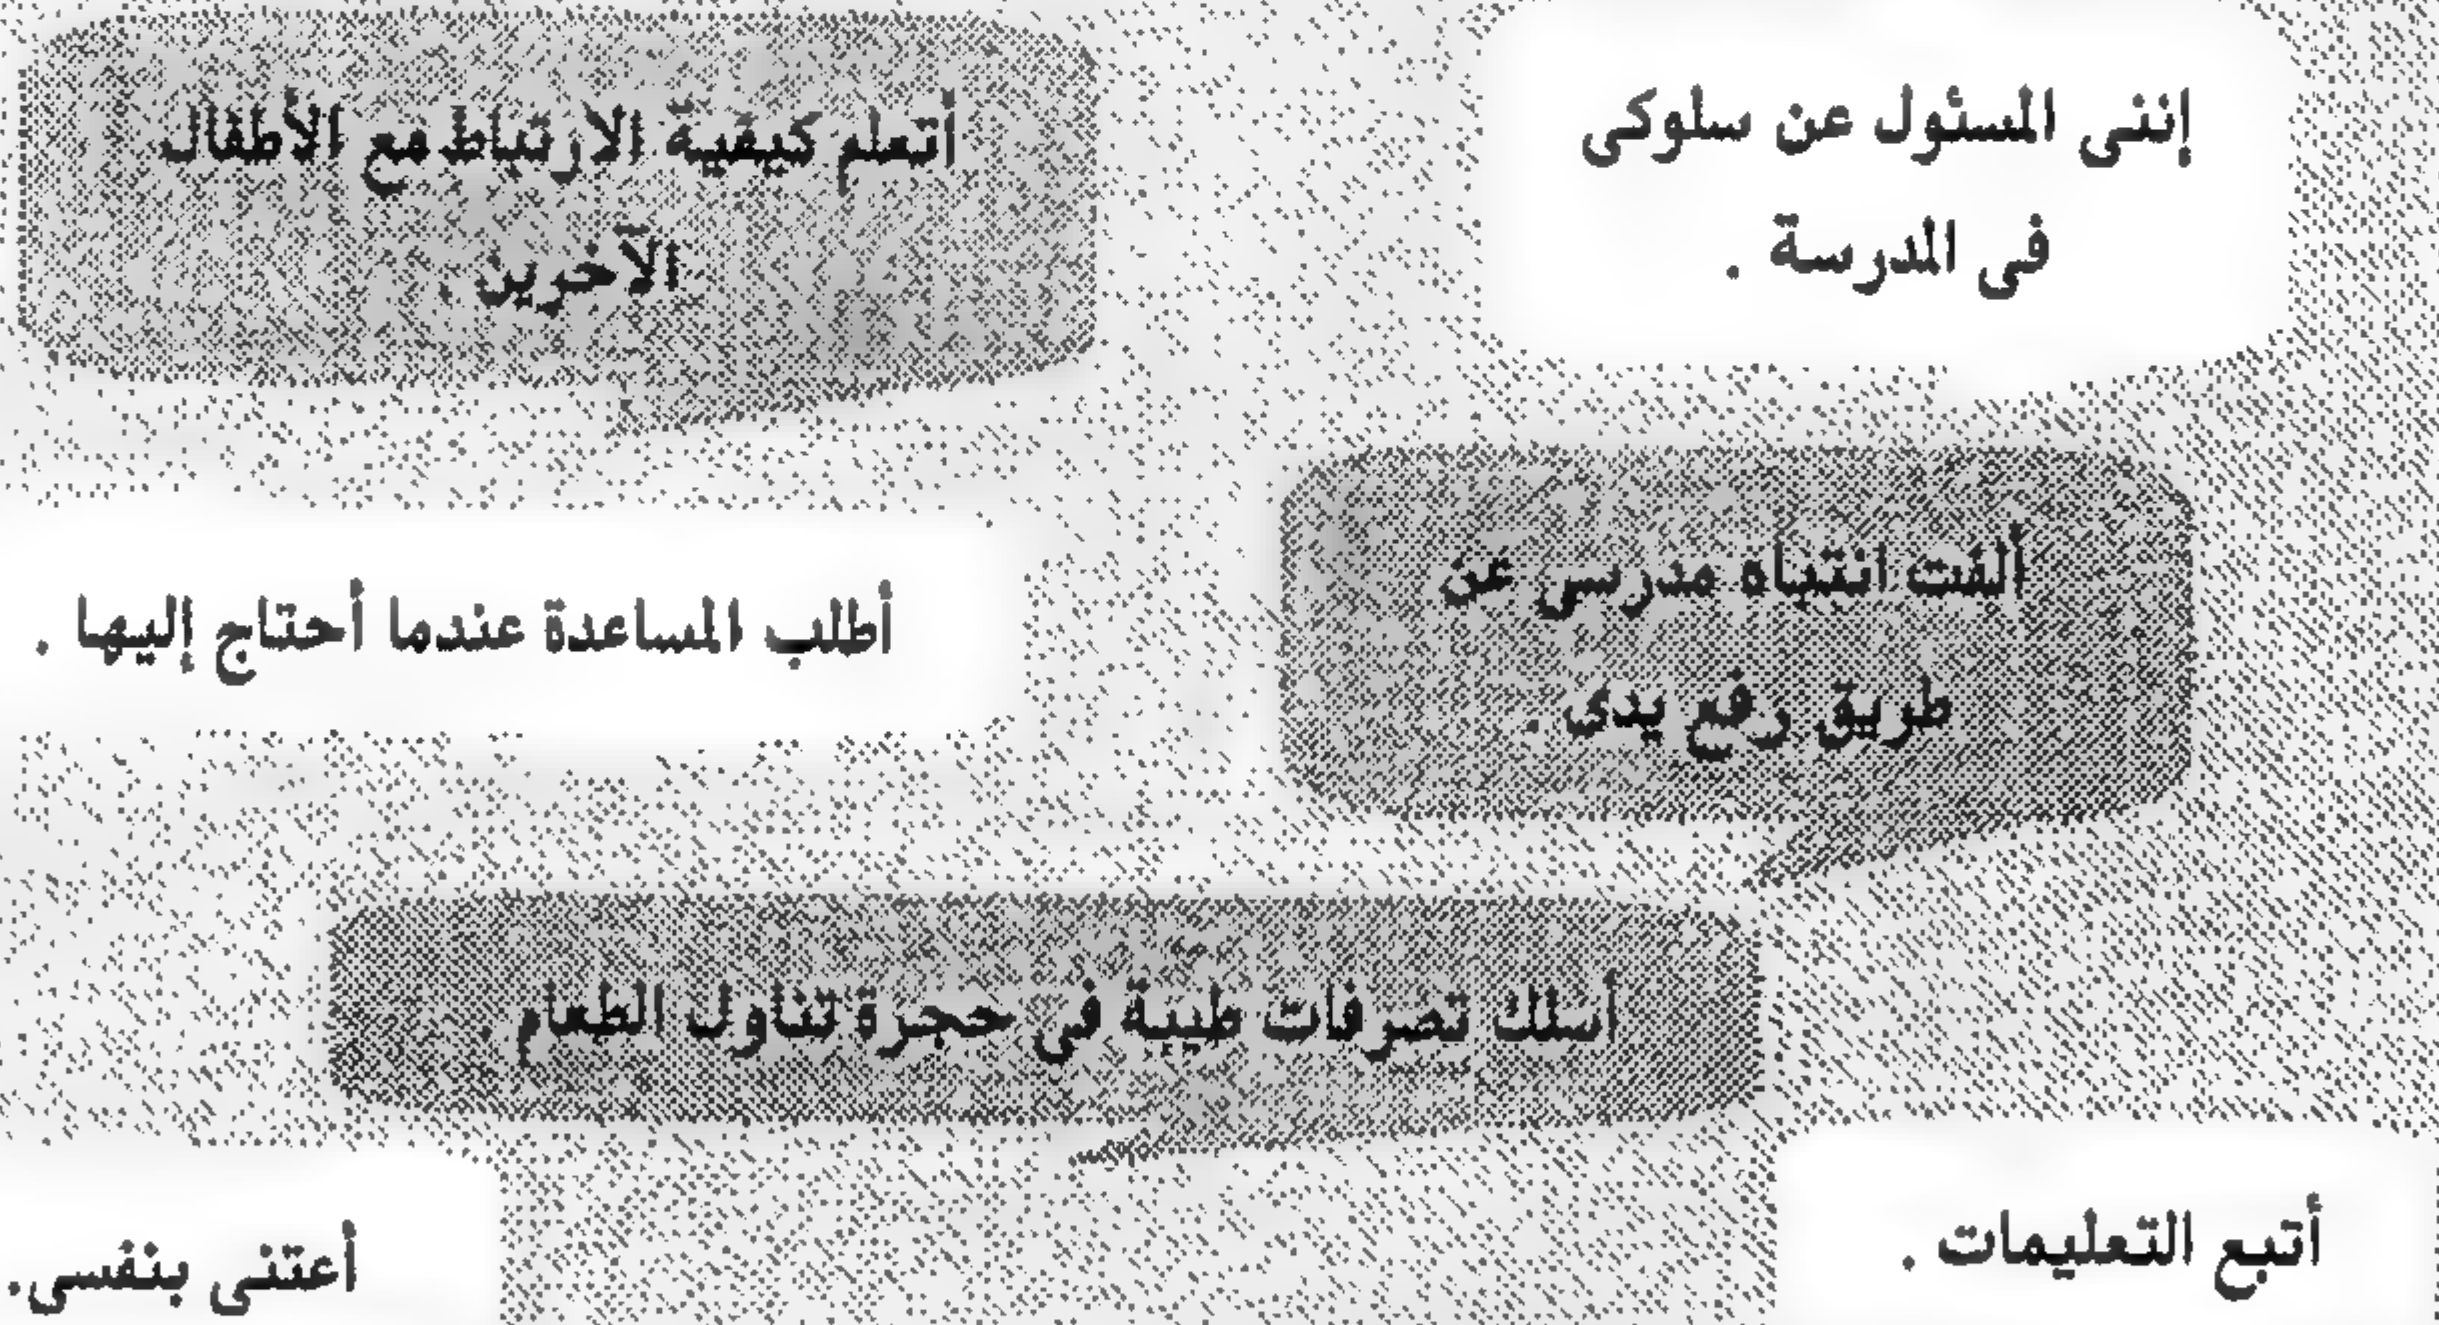 إننى المسئول عن سلوكى
فى المدرسة .
أتعلم كيفية الارتباط مع الأطفال
الآخرين .
ألفت انتباه مدرسى عن
طريق رفع يدى .
أطلب المساعدة عندما أحتاج إليها .
أسلك تصرفات طيبة فى حجرة تناول الطعام .
أتبع التعليمات .
أعتنى بنفسى.